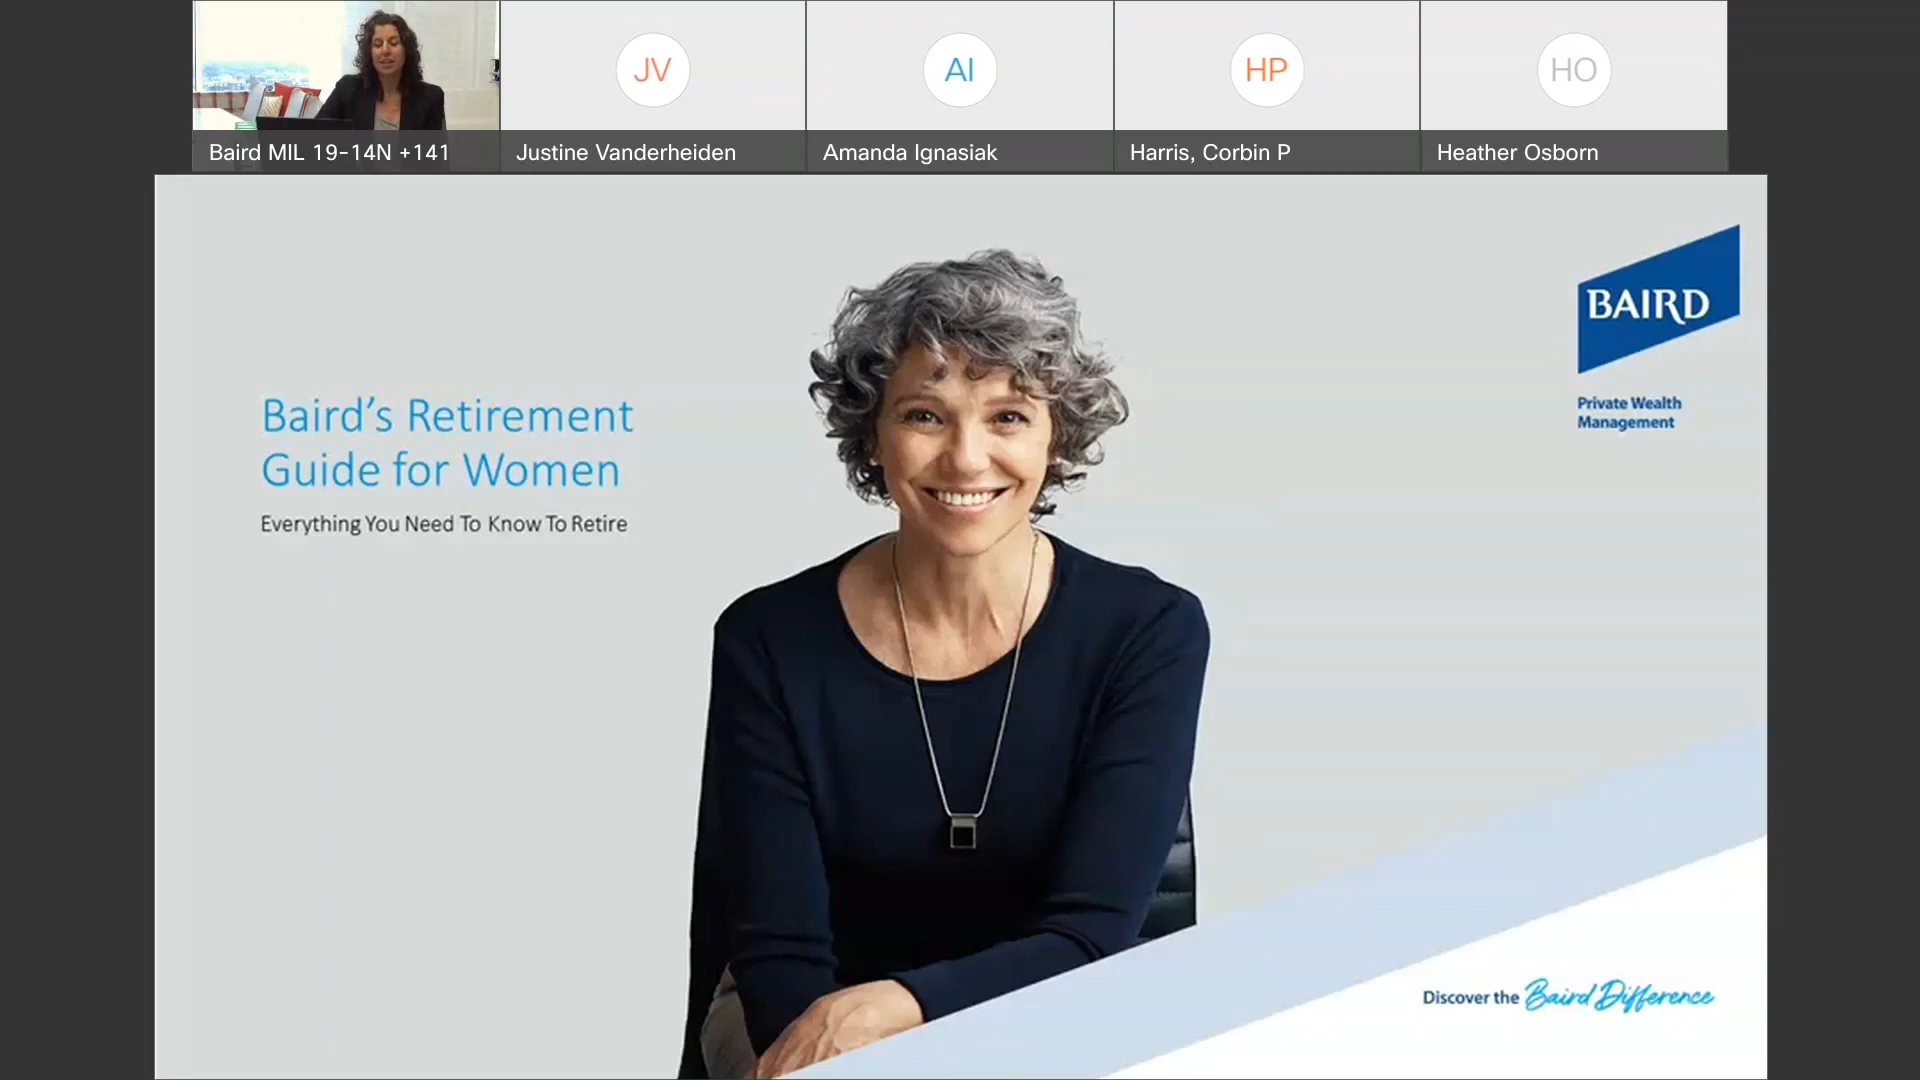 JV
AI
HP
HO
Baird MIL 19-14N +141
Justine Vanderheiden
Amanda Ignasiak
Harris, Corbin P
Heather Osborn
BAIRD
Private Wealth
Management
Baird’s Retirement
Guide for Women
Everything You Need To Know To Retire
Discover the Baird Difference